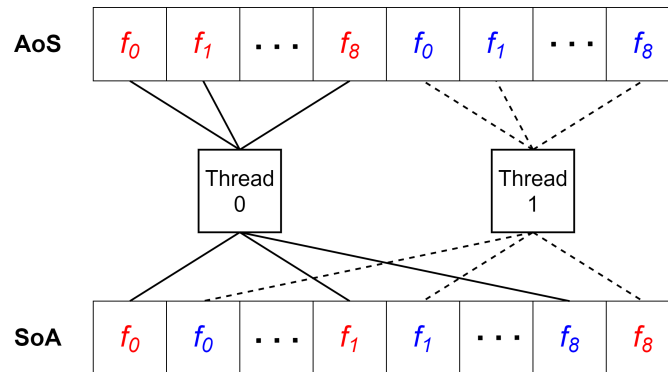 AoS f0 f1 ... f8 f0 f1 ... f8
Thread Thread
0 1
SoA f0 f0 ... f1 f1 ... f8 f8